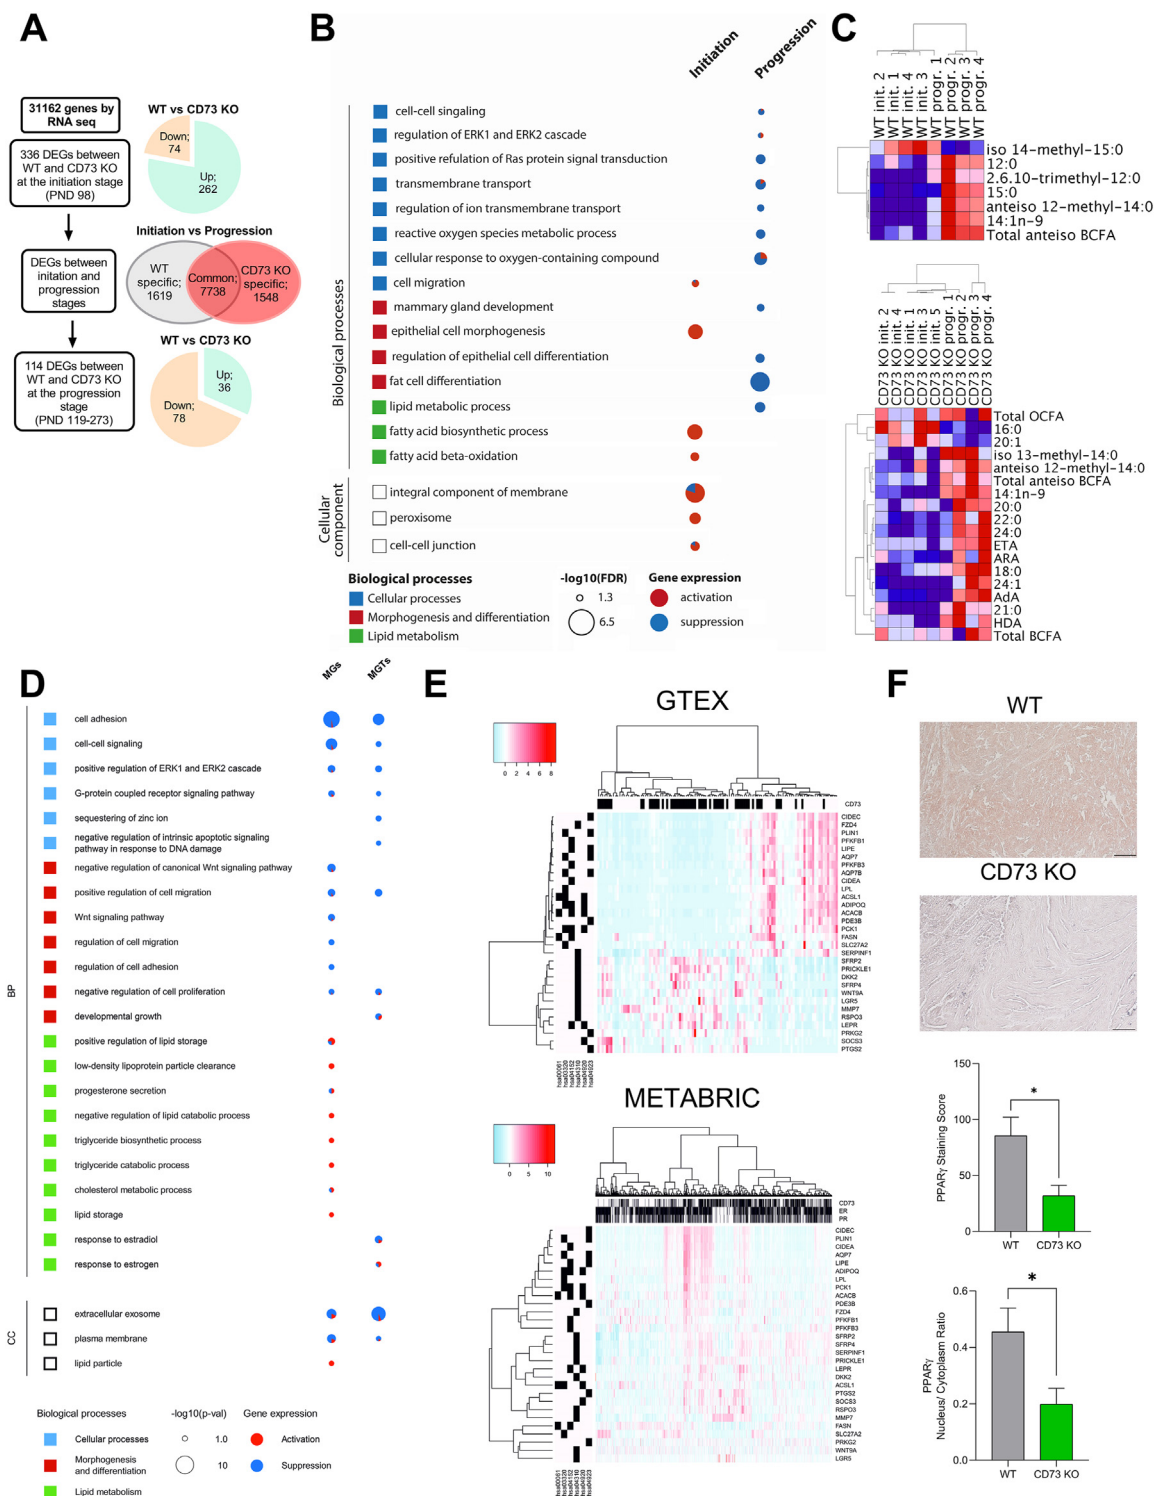 A
31162 genes by
RNA seq
336 DEGs between
WT and CD73 KO
at the initiation stage
(PND 98)
DEGs between
initation and
progression
stages
114 DEGs between
WT and CD73 KO
at the progression
stage
(PND 119-273)
WT vs CD73 KO
Down;
74
Up;
262
Initiation vs Progression
WT
specific;
1619
Common;
7738
CD73 KO
specific;
1548
WT vs CD73 KO
Up;
36
Down;
78
B
Initiation
Progression
Biological processes
cell-cell singaling
regulation of ERK1 and ERK2 cascade
positive refulation of Ras protein signal transduction
transmembrane transport
regulation of ion transmembrane transport
reactive oxygen species metabolic process
cellular response to oxygen-containing compound
cell migration
mammary gland development
epithelial cell morphogenesis
regulation of epithelial cell differentiation
fat cell differentiation
lipid metabolic process
fatty acid biosynthetic process
fatty acid beta-oxidation
Cellular
component
integral component of membrane
peroxisome
cell-cell junction
Biological processes
Cellular processes
Morphogenesis and differentiation
Lipid metabolism
-log10(FDR)
1.3
6.5
Gene expression
activation
suppression
C
WT init. 2
WT init. 1
WT init. 4
WT init. 3
WT progr. 1
WT progr. 2
WT progr. 3
WT progr. 4
iso 14-methyl-15:0
12:0
2.6.10-trimethyl-12:0
15:0
anteiso 12-methyl-14:0
14:1n-9
Total anteiso BCFA
CD73 KO init. 2
CD73 KO init. 4
CD73 KO init. 1
CD73 KO init. 3
CD73 KO init. 5
CD73 KO progr. 1
CD73 KO progr. 2
CD73 KO progr. 3
CD73 KO progr. 4
Total OCFA
16:0
20:1
iso 13-methyl-14:0
anteiso 12-methyl-14:0
Total anteiso BCFA
14:1n-9
20:0
22:0
24:0
ETA
ARA
18:0
24:1
AdA
21:0
HDA
Total BCFA
D
MGs
MGTs
BP
cell adhesion
cell-cell signaling
positive regulation of ERK1 and ERK2 cascade
G-protein coupled receptor signaling pathway
sequestering of zinc ion
negative regulation of intrinsic apoptotic signaling
pathway in response to DNA damage
negative regulation of canonical Wnt signaling pathway
positive regulation of cell migration
Wnt signaling pathway
regulation of cell migration
regulation of cell adhesion
negative regulation of cell proliferation
developmental growth
positive regulation of lipid storage
low-density lipoprotein particle clearance
progesterone secretion
negative regulation of lipid catabolic process
triglyceride biosynthetic process
triglyceride catabolic process
cholesterol metabolic process
lipid storage
response to estradiol
response to estrogen
CC
extracellular exosome
plasma membrane
lipid particle
Biological processes
Cellular processes
Morphogenesis
and differentiation
Lipid metabolism
-log10(p-val)
1.0
10
Gene expression
Activation
Suppression
E
GTEX
0 2 4 6 8
CD73
CIDEC
FZD4
PLIN1
PFKFB1
LIPE
AQP7
PFKFB3
AQP7B
CIDEA
LPL
ACSL1
ADIPOQ
ACACB
PDE3B
PCK1
FASN
SLC27A2
SERPINF1
SFRP2
PRICKLE1
DKK2
SFRP4
WNT9A
LGR5
MMP7
RSPO3
LEPR
PRKG2
SOCS3
PTGS2
hsa00061
hsa03320
hsa04152
hsa04310
hsa04920
hsa04923
METABRIC
0 5 10
CD73
ER
PR
CIDEC
PLIN1
CIDEA
AQP7
LIPE
ADIPOQ
LPL
PCK1
ACACB
PDE3B
FZD4
PFKFB1
PFKFB3
SFRP2
SFRP4
SERPINF1
PRICKLE1
LEPR
DKK2
ACSL1
PTGS2
SOCS3
RSPO3
MMP7
FASN
SLC27A2
PRKG2
WNT9A
LGR5
hsa00061
hsa03320
hsa04152
hsa04310
hsa04920
hsa04923
F
WT
CD73 KO
PPARγ Staining Score
150
100
50
0
*
WT
CD73 KO
PPARγ
Nucleus/ Cytoplasm Ratio
0.6
0.4
0.2
0.0
*
WT
CD73 KO